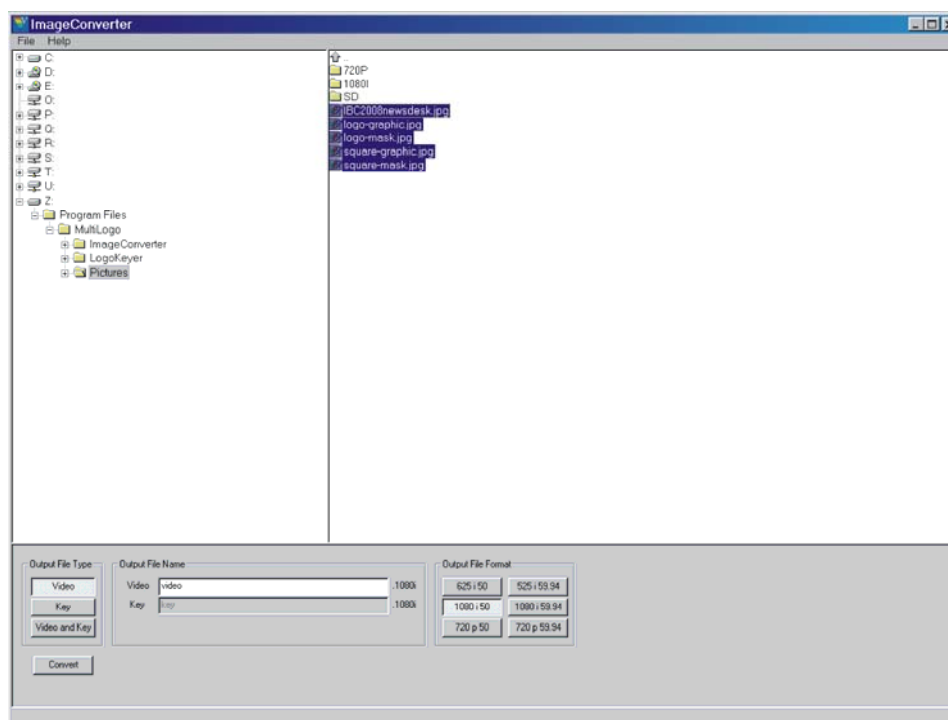 ImageConverter
File Help
C:
D:
E:
O:
P:
Q:
R:
S:
T:
U:
Z:
Program Files
MultiLogo
ImageConverter
LogoKeyer
Pictures
..
720P
1080I
SD
IBC2008newsdesk.jpg
logo-graphic.jpg
logo-mask.jpg
square-graphic.jpg
square-mask.jpg
Output File Type
Video
Key
Video and Key
Convert
Output File Name
Video video .1080i
Key key .1080i
Output File Format
625 i 50 525 i 59.94
1080 i 50 1080 i 59.94
720 p 50 720 p 59.94